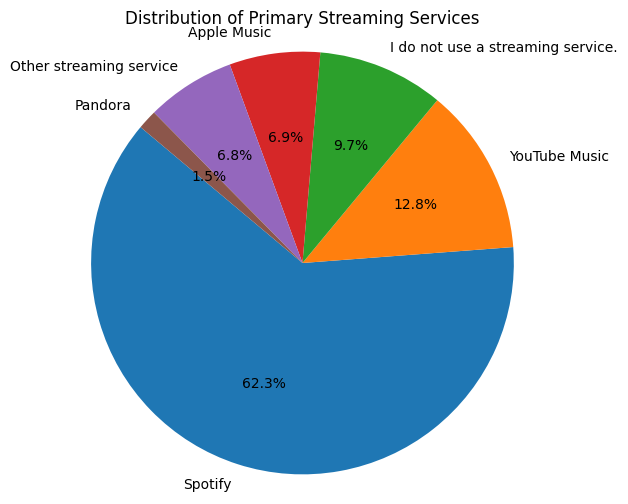 Distribution of Primary Streaming Services
Apple Music
I do not use a streaming service.
Other streaming service
Pandora
YouTube Music
6.9%
9.7%
6.8%
1.5%
12.8%
62.3%
Spotify